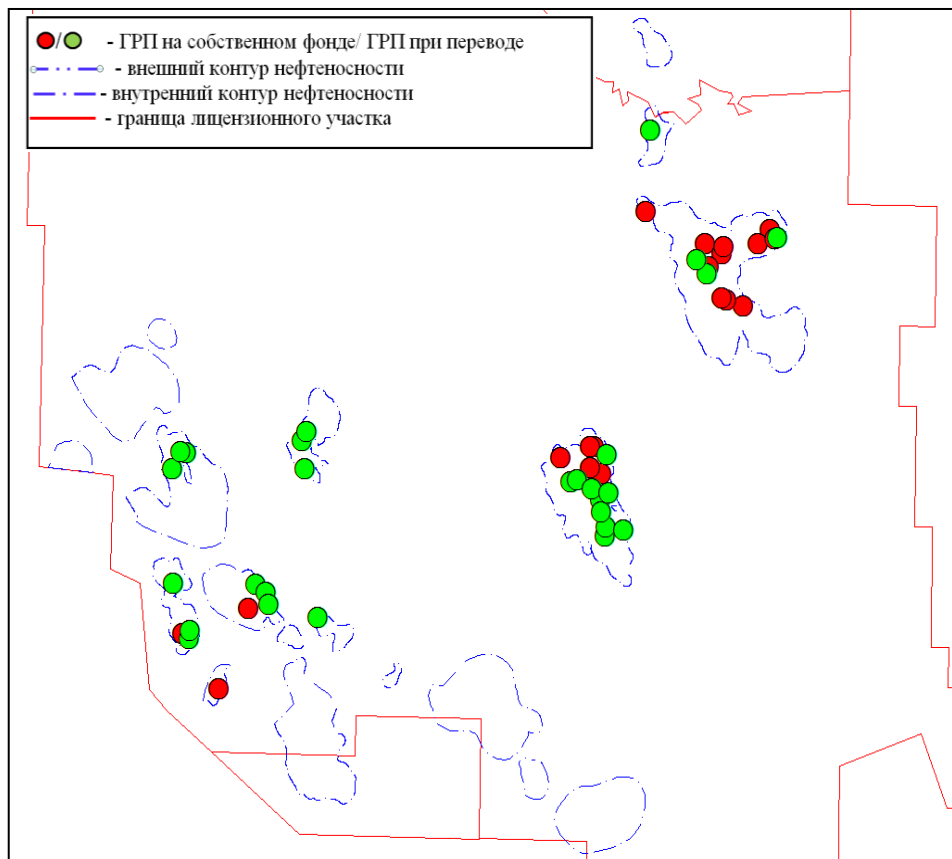 / - ГРП на собственном фонде/ ГРП при переводе
- внешний контур нефтеносности
- внутренний контур нефтеносности
- граница лицензионного участка